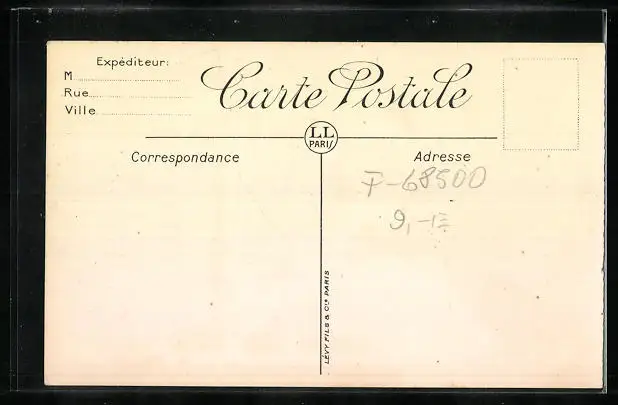 Expéditeur:
M
Rue
Ville
Carte Postale
LL
PARIS
Correspondance
Adresse
F-68500
9,-
LÉVY FILS & Cie PARIS